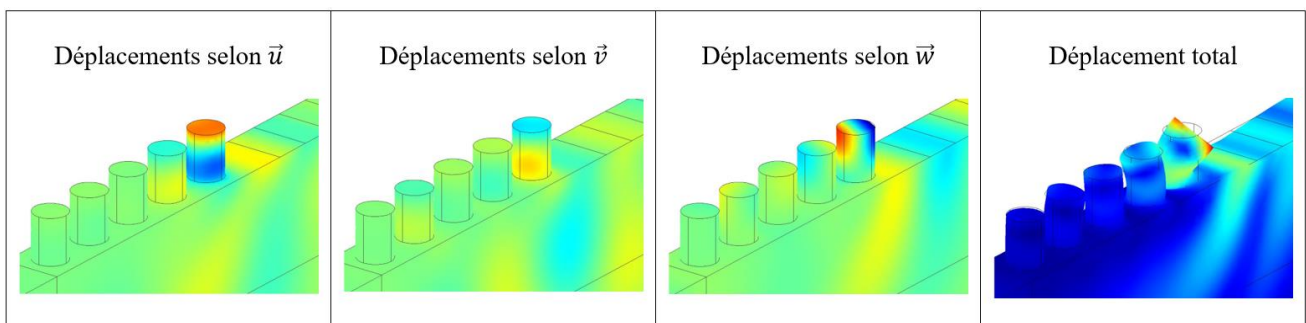 Déplacements selon u⃗
Déplacements selon v⃗
Déplacements selon w⃗
Déplacement total